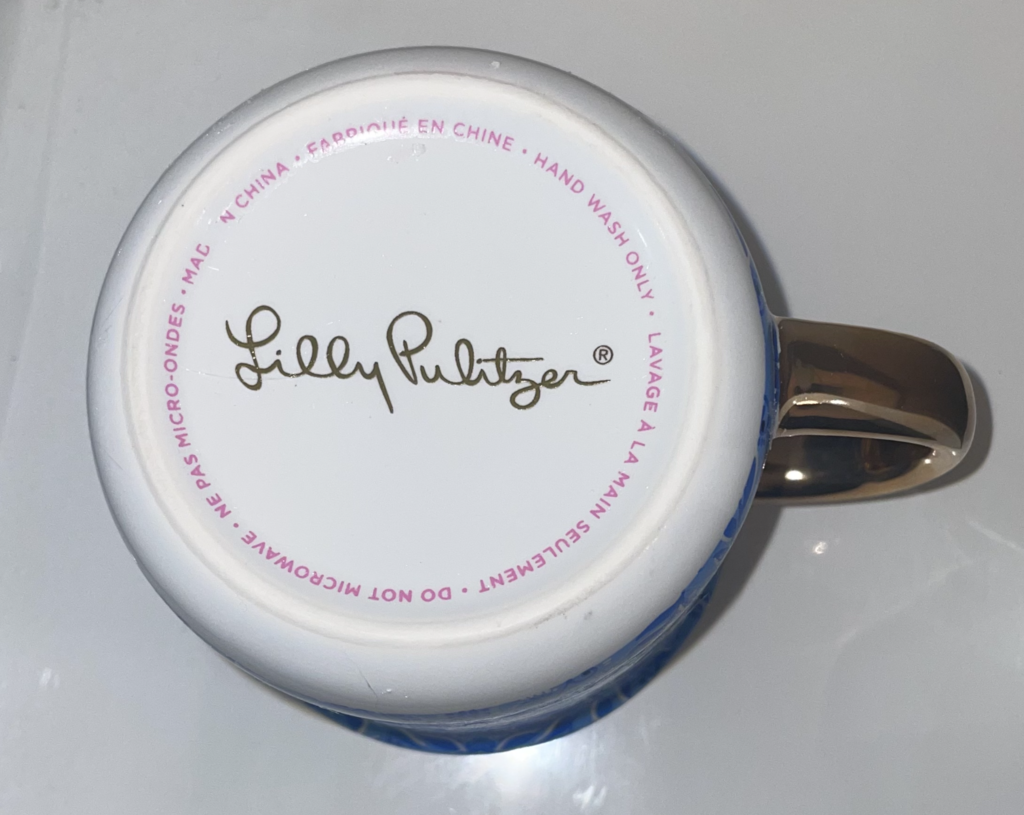 Lilly Pulitzer®
MAD N CHINA • FABRIQUÉ EN CHINE • HAND WASH ONLY • LAVAGE À LA MAIN SEULEMENT • DO NOT MICROWAVE • NE PAS MICRO-ONDES •